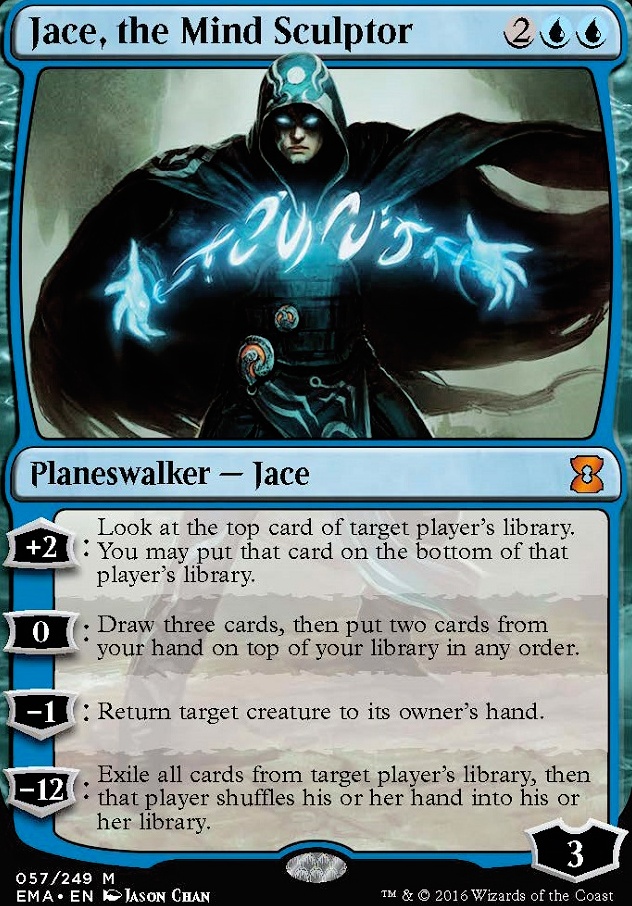 Jace, the Mind Sculptor 2
Planeswalker — Jace
+2 : Look at the top card of target player's library.
You may put that card on the bottom of that
player's library.
0 : Draw three cards, then put two cards from
your hand on top of your library in any order.
−1 : Return target creature to its owner's hand.
−12 : Exile all cards from target player's library, then
that player shuffles his or her hand into his or
her library.
3
057/249 M
EMA • EN Jason Chan
™ & © 2016 Wizards of the Coast